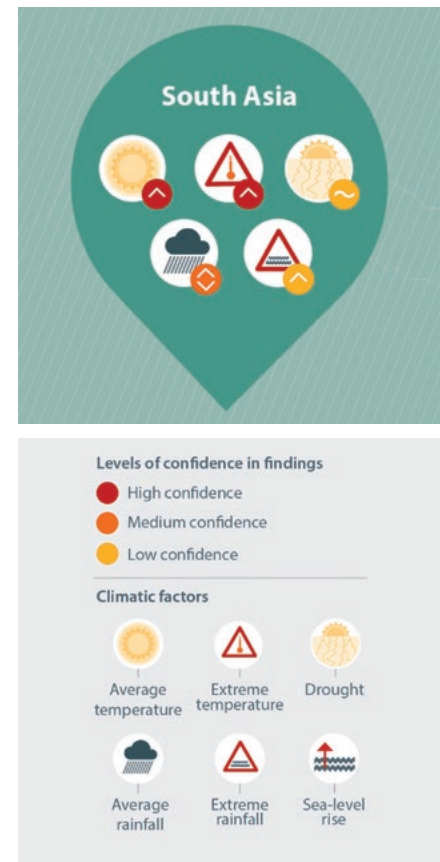 South Asia
Levels of confidence in findings
High confidence
Medium confidence
Low confidence
Climatic factors
Average
temperature
Extreme
temperature
Drought
Average
rainfall
Extreme
rainfall
Sea-level
rise